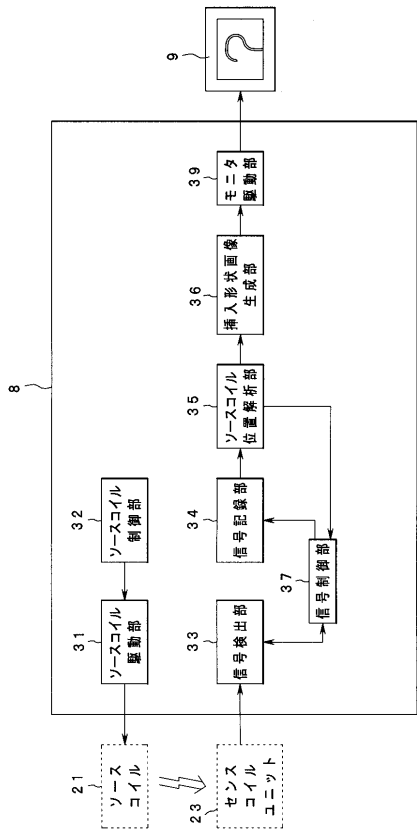 8
9
21
ソース
コイル
31
ソースコイル
駆動部
32
ソースコイル
制御部
23
センス
コイル
ユニット
33
信号検出部
34
信号記録部
35
ソースコイル
位置解析部
36
挿入形状画像
生成部
39
モニタ
駆動部
37
信号制御部